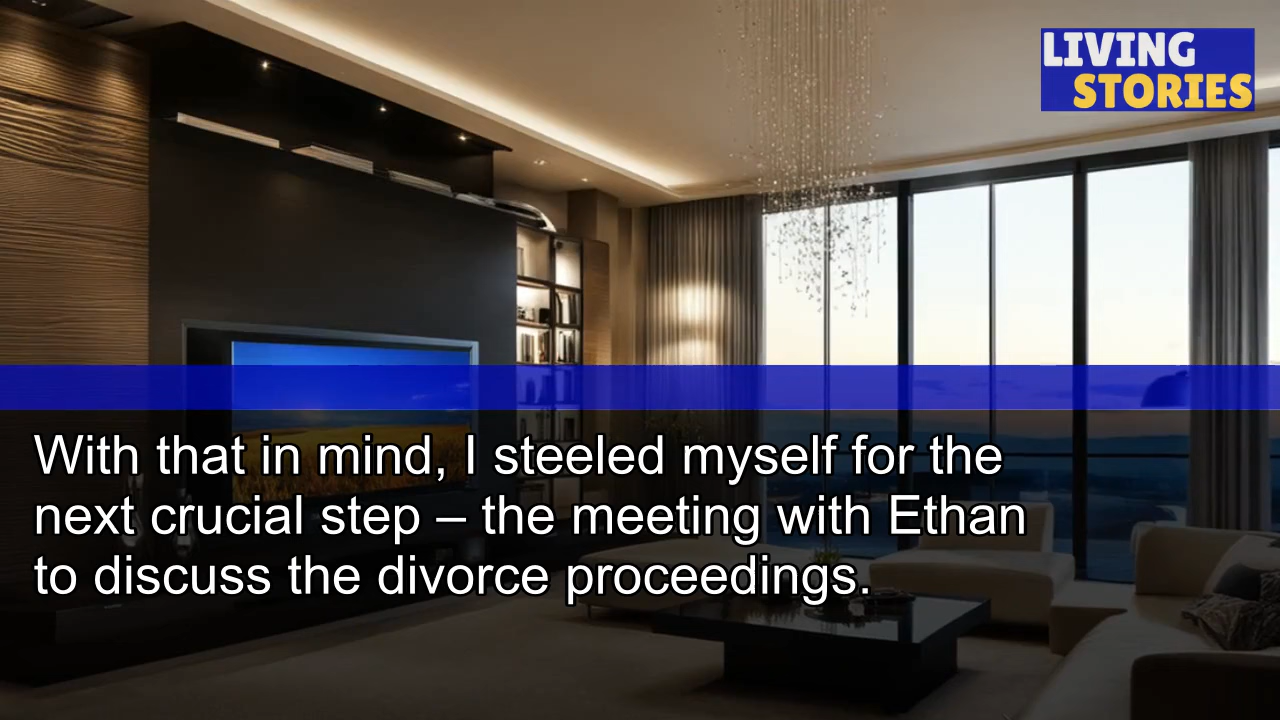 LIVING
STORIES
With that in mind, I steeled myself for the
next crucial step – the meeting with Ethan
to discuss the divorce proceedings.